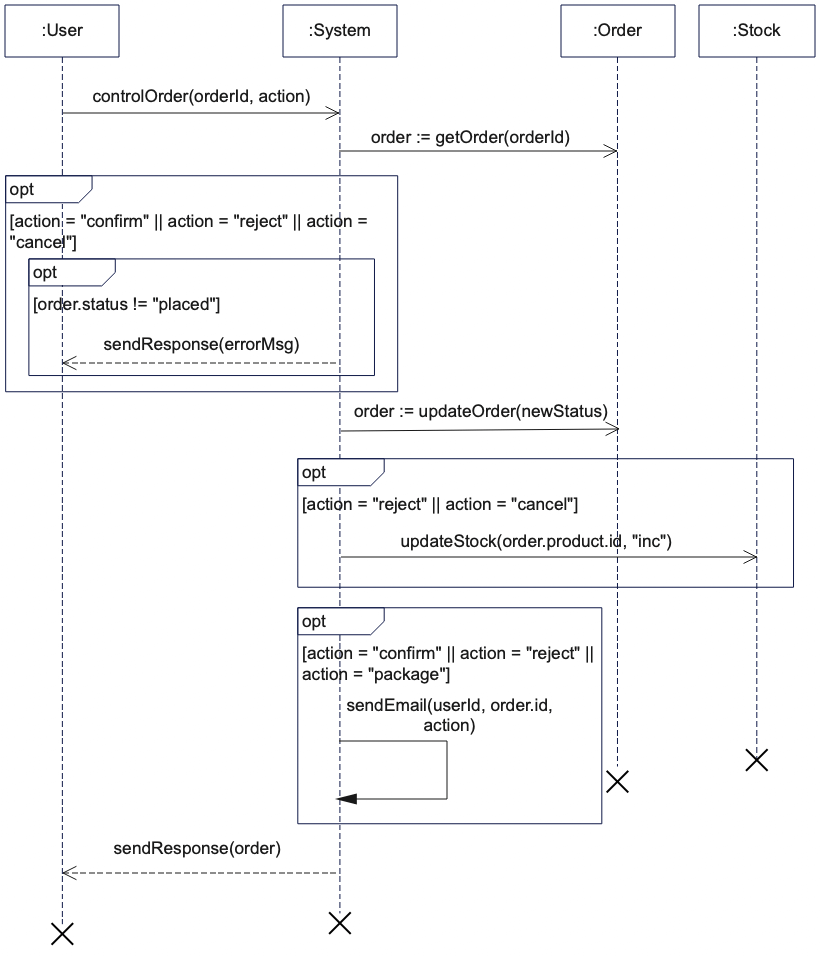 :User
:System
:Order
:Stock
controlOrder(orderId, action)
order := getOrder(orderId)
opt
[action = "confirm" || action = "reject" || action =
"cancel"]
opt
[order.status != "placed"]
sendResponse(errorMsg)
order := updateOrder(newStatus)
opt
[action = "reject" || action = "cancel"]
updateStock(order.product.id, "inc")
opt
[action = "confirm" || action = "reject" ||
action = "package"]
sendEmail(userId, order.id,
action)
sendResponse(order)